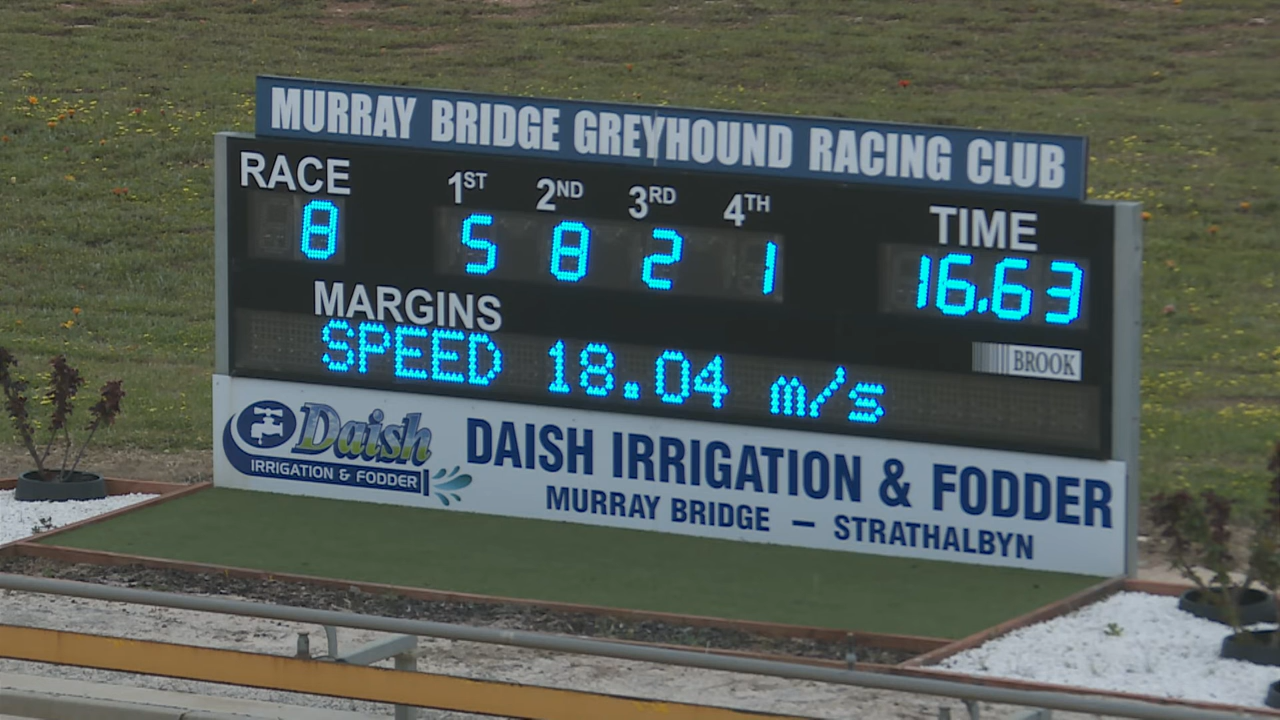 MURRAY BRIDGE GREYHOUND RACING CLUB
RACE 1ST 2ND 3RD 4TH TIME
8 5 8 2 1 16.63
MARGINS
BROOK
SPEED 18.04 m/s
Daish
IRRIGATION & FODDER
DAISH IRRIGATION & FODDER
MURRAY BRIDGE – STRATHALBYN